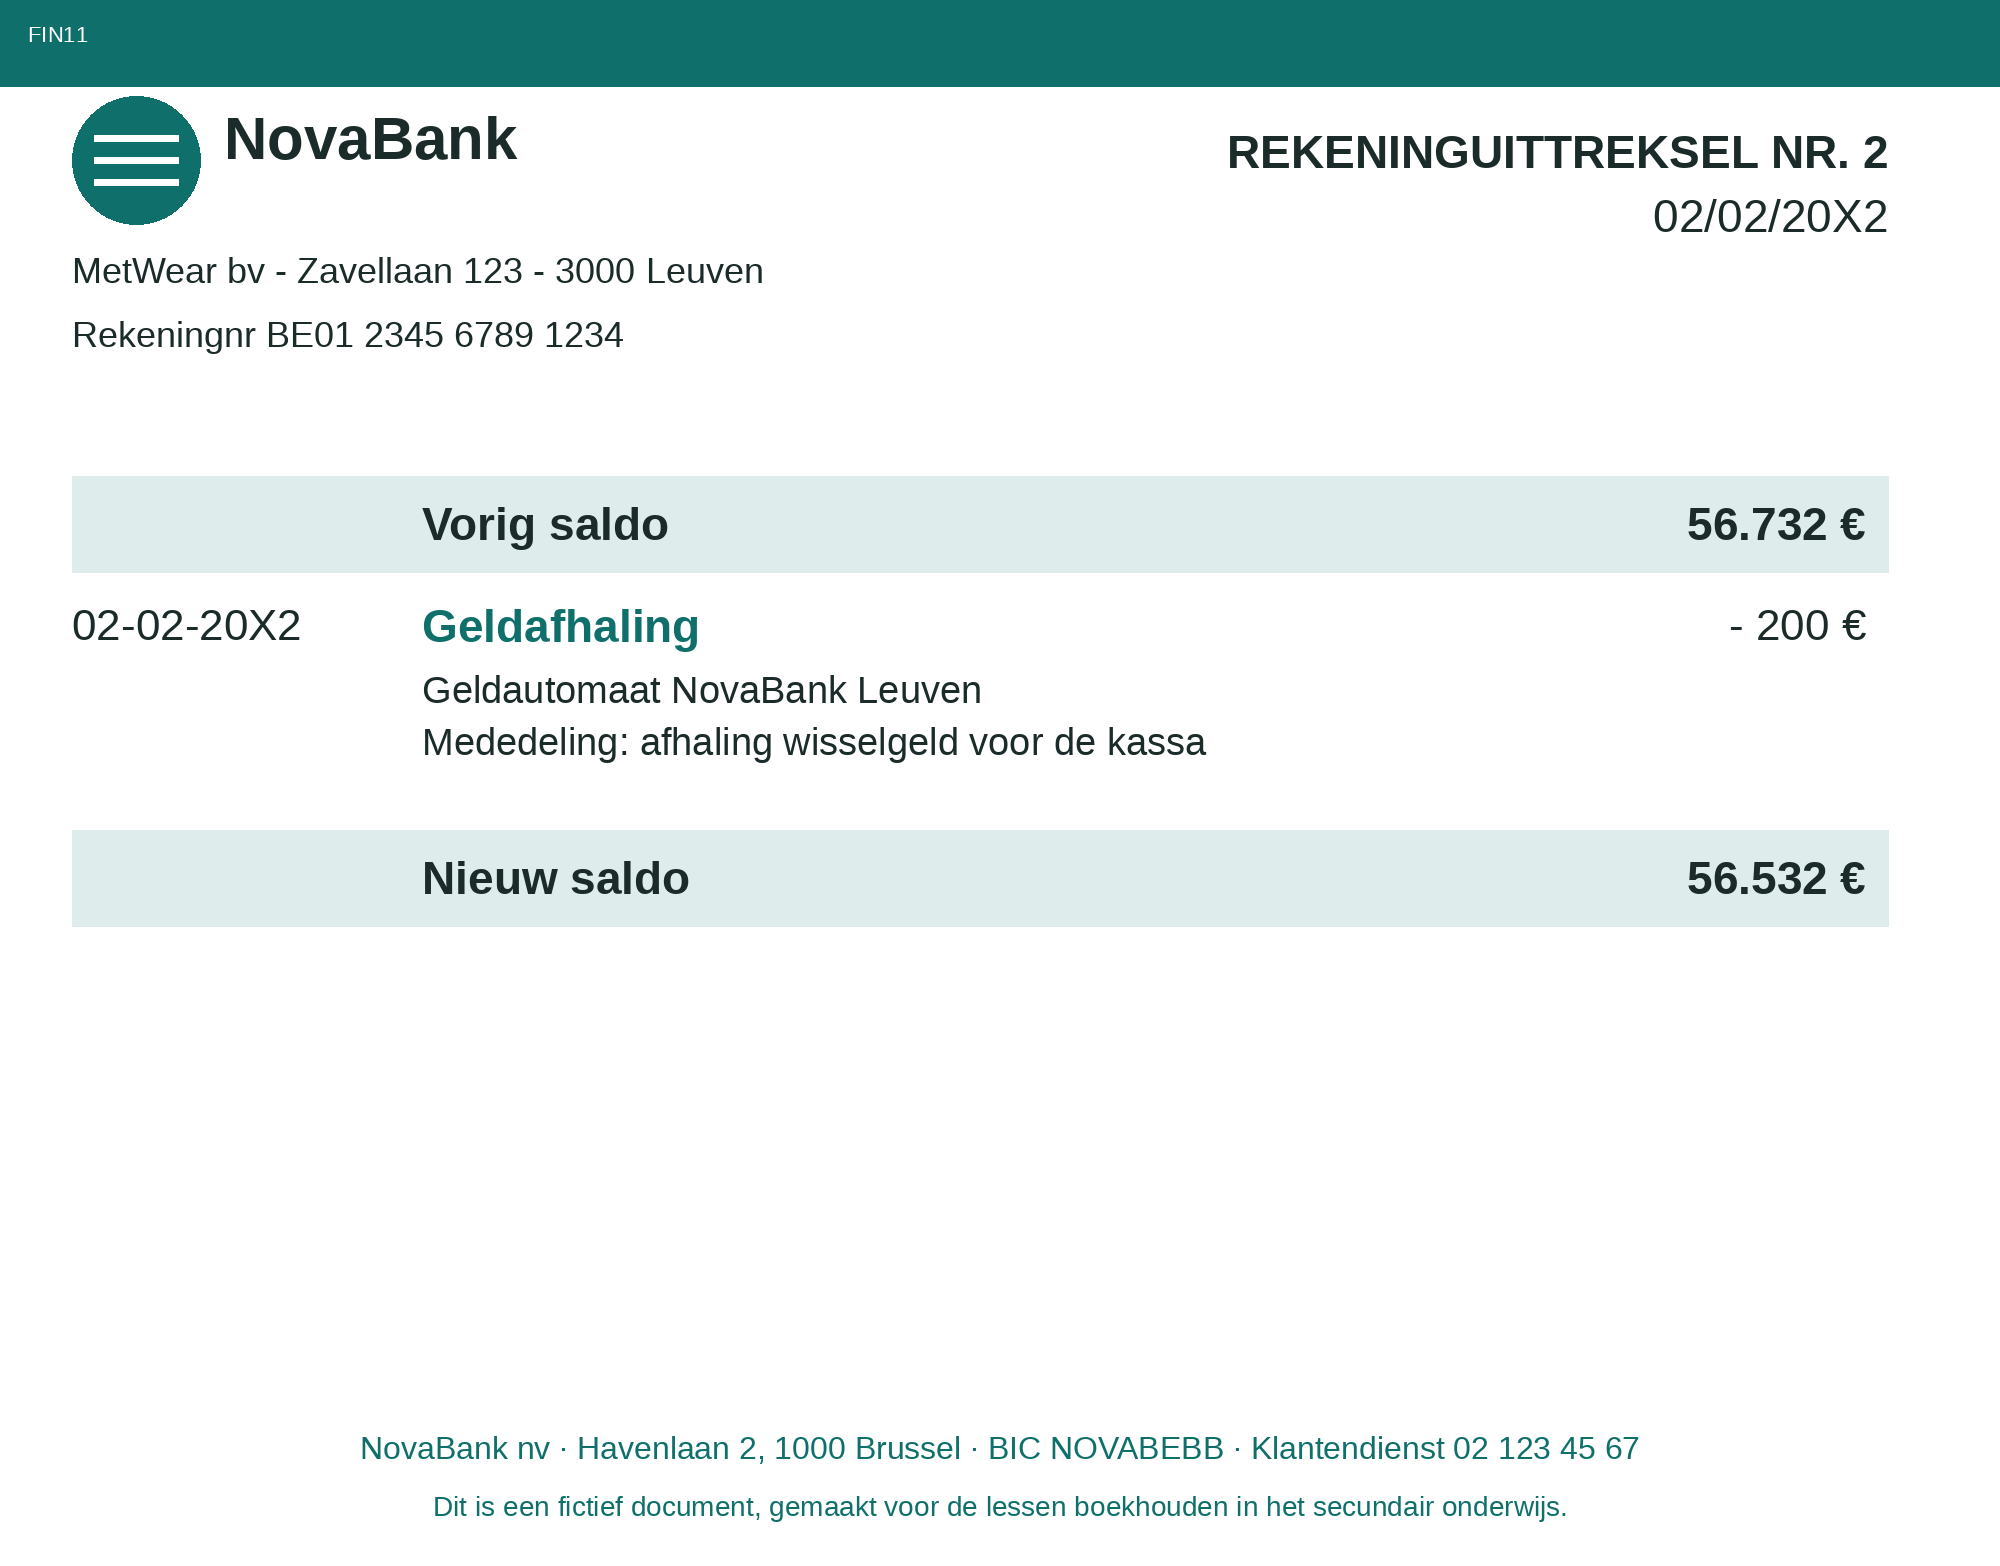 FIN11
NovaBank
REKENINGUITTREKSEL NR. 2
02/02/20X2
MetWear bv - Zavellaan 123 - 3000 Leuven
Rekeningnr BE01 2345 6789 1234
Vorig saldo 56.732 €
02-02-20X2 Geldafhaling - 200 €
Geldautomaat NovaBank Leuven
Mededeling: afhaling wisselgeld voor de kassa
Nieuw saldo 56.532 €
NovaBank nv · Havenlaan 2, 1000 Brussel · BIC NOVABEBB · Klantendienst 02 123 45 67
Dit is een fictief document, gemaakt voor de lessen boekhouden in het secundair onderwijs.